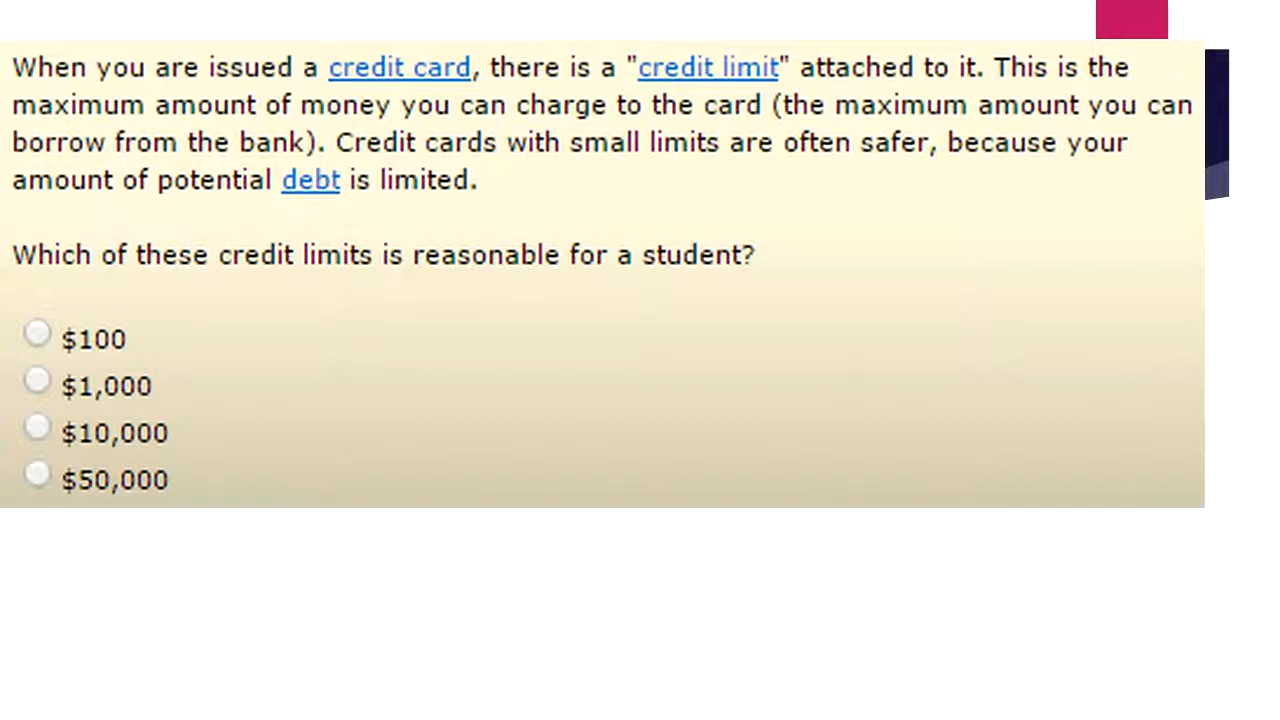 When you are issued a credit card, there is a "credit limit" attached to it. This is the
maximum amount of money you can charge to the card (the maximum amount you can
borrow from the bank). Credit cards with small limits are often safer, because your
amount of potential debt is limited.
Which of these credit limits is reasonable for a student?
$100
$1,000
$10,000
$50,000